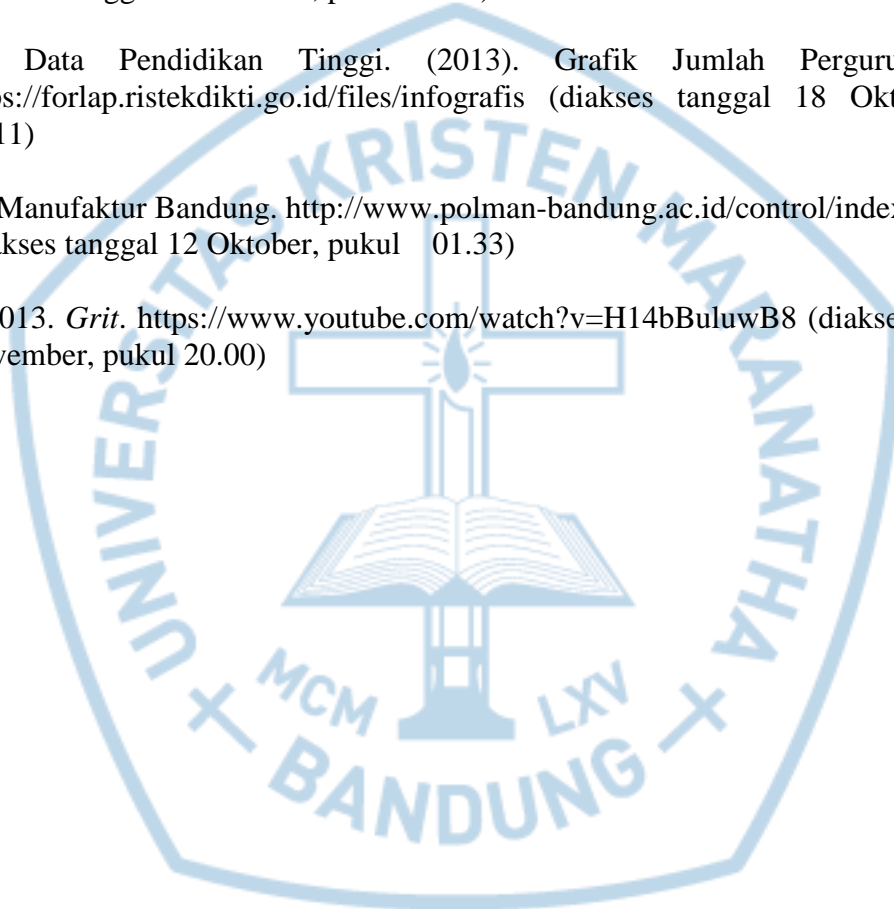 Data Pendidikan Tinggi. (2013). Grafik Jumlah Perguru
ps://forlap.ristekdikti.go.id/files/infografis (diakses tanggal 18 Okt
11)
Manufaktur Bandung. http://www.polman-bandung.ac.id/control/index
akses tanggal 12 Oktober, pukul 01.33)
013. Grit. https://www.youtube.com/watch?v=H14bBuluwB8 (diakse
vember, pukul 20.00)
UNIVERSITAS KRISTEN MARANATHA
MCM LXV
BANDUNG